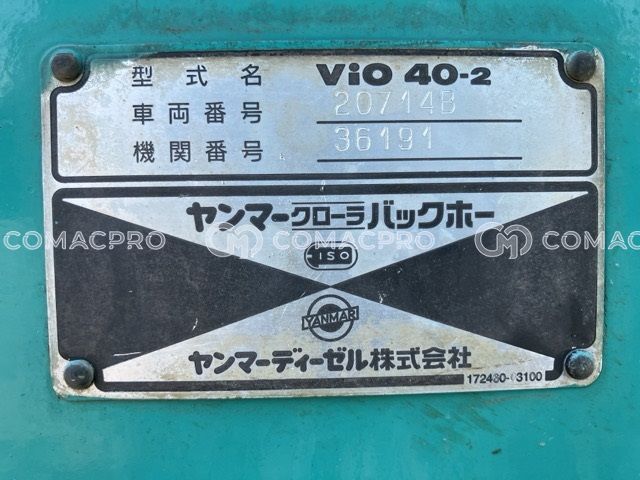 型式名 ViO 40-2
車両番号 20714B
機関番号 36191
ヤンマークローラバックホー
COMACPRO COMACPRO COMACPRO
ISO
YANMAR
ヤンマーディーゼル株式会社